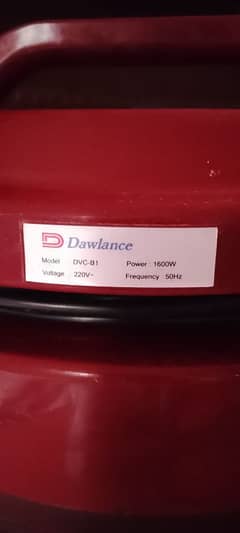 Dawlance
Model DVC-B1 Power : 1600W
Voltage 220V~ Frequency : 50Hz